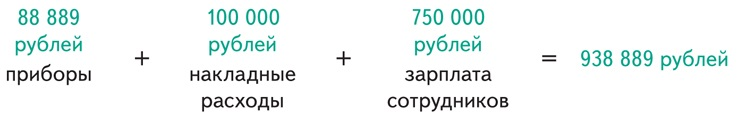 88 889
рублей
приборы
+
100 000
рублей
накладные
расходы
+
750 000
рублей
зарплата
сотрудников
= 938 889 рублей